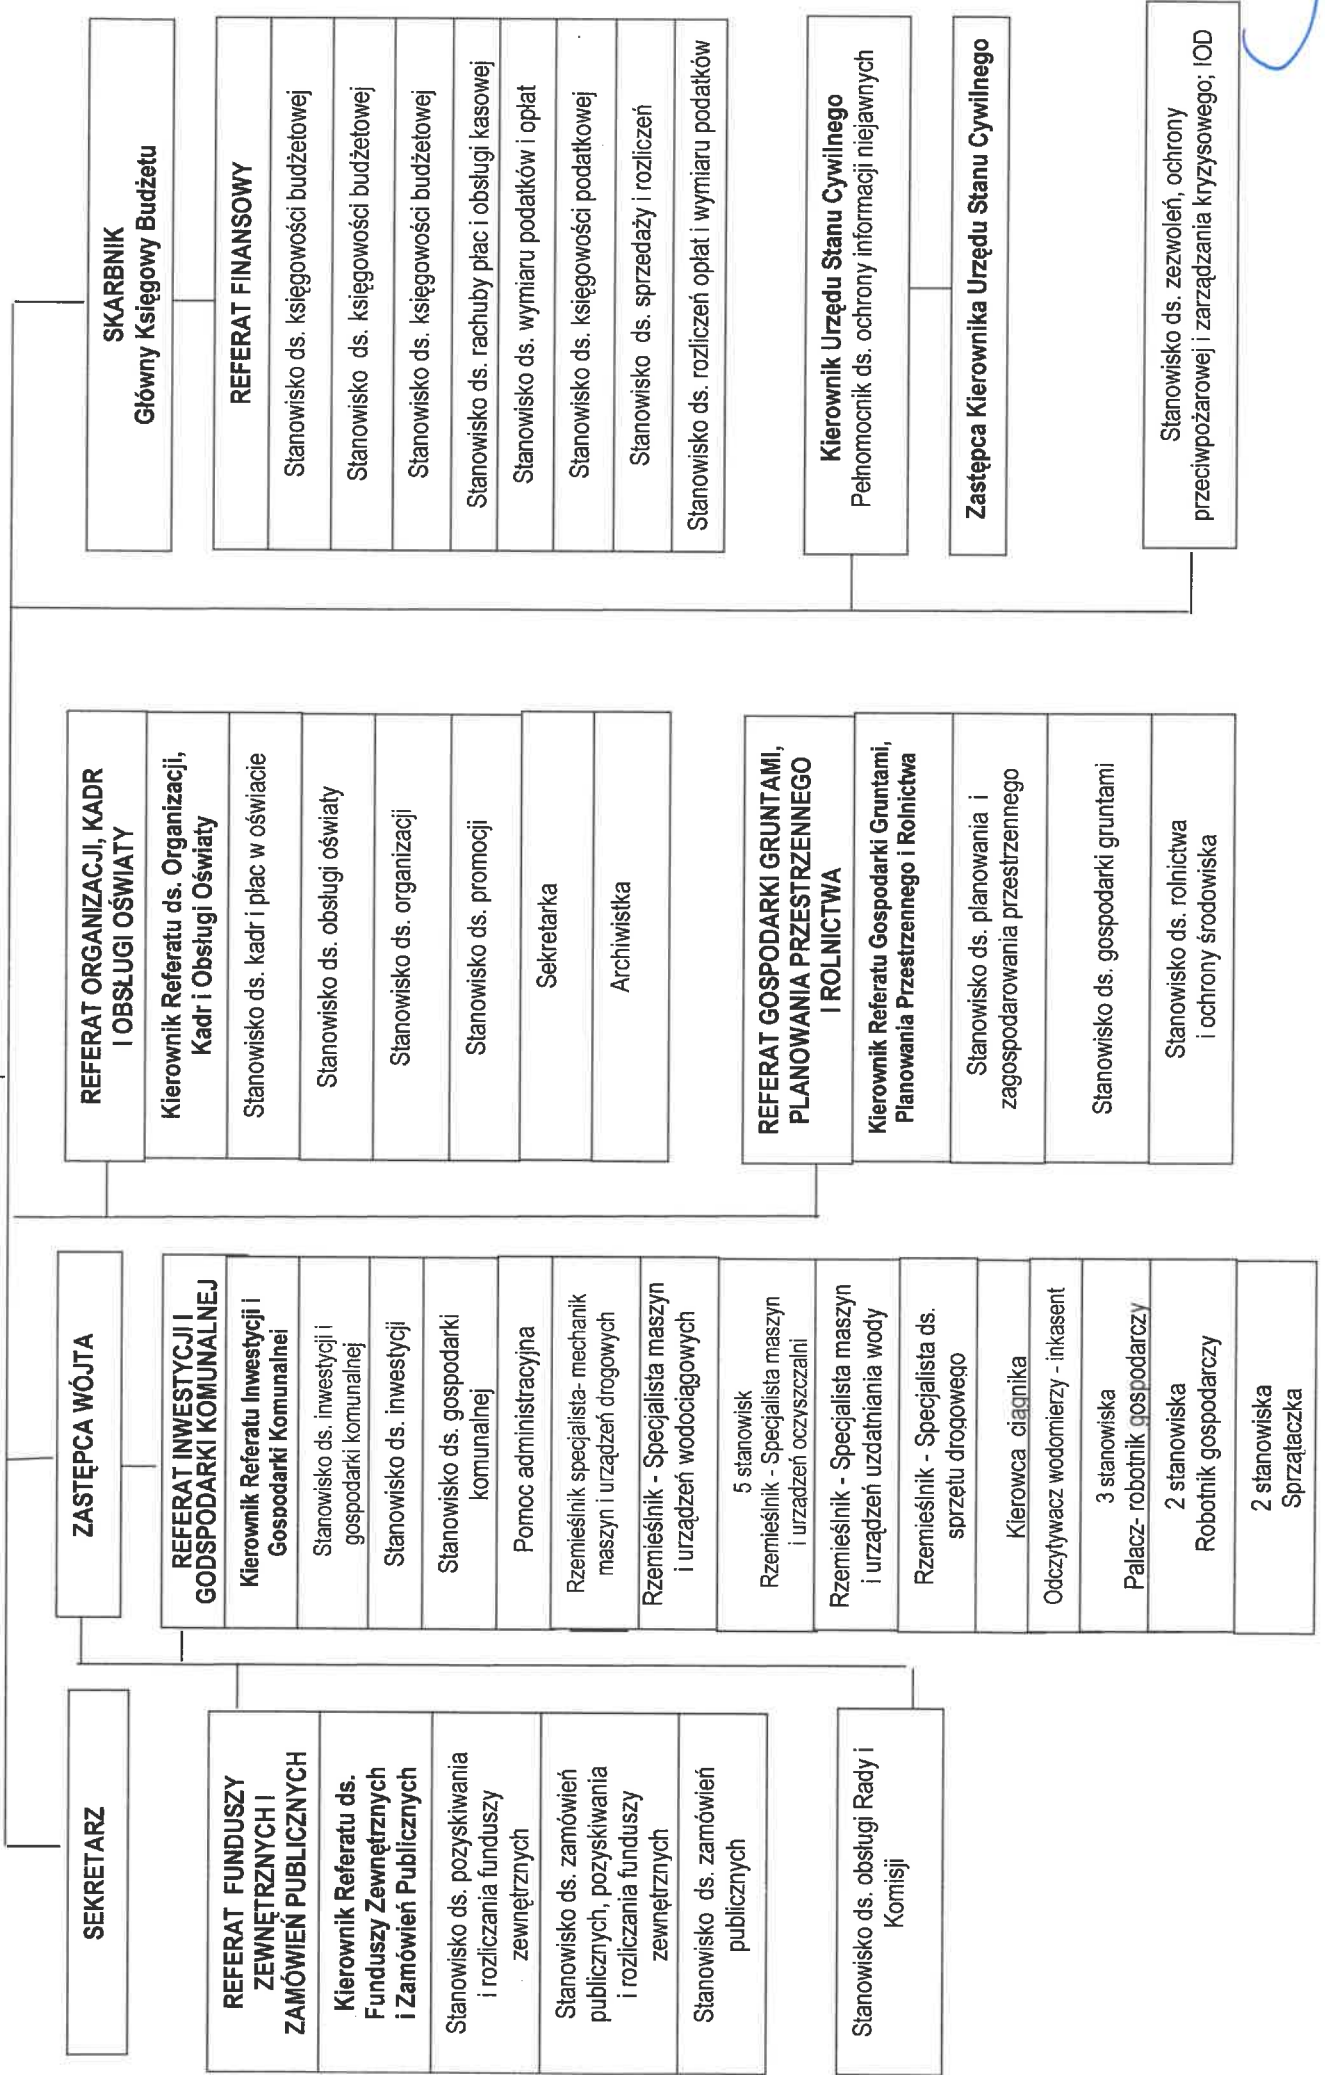 SEKRETARZ
REFERAT FUNDUSZY
ZEWNĘTRZNYCH I
ZAMÓWIEŃ PUBLICZNYCH
Kierownik Referatu ds.
Funduszy Zewnętrznych
i Zamówień Publicznych
Stanowisko ds. pozyskiwania
i rozliczania funduszy
zewnętrznych
Stanowisko ds. zamówień
publicznych, pozyskiwania
i rozliczania funduszy
zewnętrznych
Stanowisko ds. zamówień
publicznych
Stanowisko ds. obsługi Rady i
Komisji
ZASTĘPCA WÓJTA
REFERAT INWESTYCJI I
GODSPODARKI KOMUNALNEJ
Kierownik Referatu Inwestycji i
Gospodarki Komunalnei
Stanowisko ds. inwestycji i
gospodarki komunalnej
Stanowisko ds. inwestycji
Stanowisko ds. gospodarki
komunalnej
Pomoc administracyjna
Rzemieślnik specjalista- mechanik
maszyn i urządzeń drogowych
Rzemieślnik - Specjalista maszyn
i urządzeń wodociągowych
5 stanowisk
Rzemieślnik - Specjalista maszyn
i urządzeń oczyszczalni
Rzemieślnik - Specjalista maszyn
i urządzeń uzdatniania wody
Rzemieślnik - Specjalista ds.
sprzętu drogowego
Kierowca ciągnika
Odczytywacz wodomierzy - inkasent
3 stanowiska
Palacz- robotnik gospodarczy
2 stanowiska
Robotnik gospodarczy
2 stanowiska
Sprzątaczka
REFERAT ORGANIZACJI, KADR
I OBSŁUGI OŚWIATY
Kierownik Referatu ds. Organizacji,
Kadr i Obsługi Oświaty
Stanowisko ds. kadr i płac w oświacie
Stanowisko ds. obsługi oświaty
Stanowisko ds. organizacji
Stanowisko ds. promocji
Sekretarka
Archiwistka
REFERAT GOSPODARKI GRUNTAMI,
PLANOWANIA PRZESTRZENNEGO
I ROLNICTWA
Kierownik Referatu Gospodarki Gruntami,
Planowania Przestrzennego i Rolnictwa
Stanowisko ds. planowania i
zagospodarowania przestrzennego
Stanowisko ds. gospodarki gruntami
Stanowisko ds. rolnictwa
i ochrony środowiska
SKARBNIK
Główny Księgowy Budżetu
REFERAT FINANSOWY
Stanowisko ds. księgowości budżetowej
Stanowisko ds. księgowości budżetowej
Stanowisko ds. księgowości budżetowej
Stanowisko ds. rachuby płac i obsługi kasowej
Stanowisko ds. wymiaru podatków i opłat
Stanowisko ds. księgowości podatkowej
Stanowisko ds. sprzedaży i rozliczeń
Stanowisko ds. rozliczeń opłat i wymiaru podatków
Kierownik Urzędu Stanu Cywilnego
Pełnomocnik ds. ochrony informacji niejawnych
Zastępca Kierownika Urzędu Stanu Cywilnego
Stanowisko ds. zezwoleń, ochrony
przeciwpożarowej i zarządzania kryzysowego; IOD